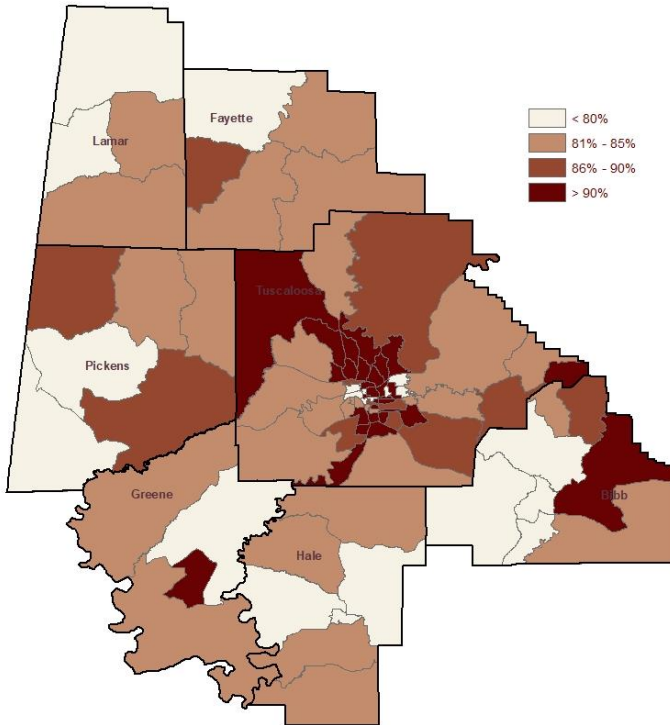 Fayette
Lamar
< 80%
81% - 85%
86% - 90%
> 90%
Tuscaloosa
Pickens
Greene
Bibb
Hale